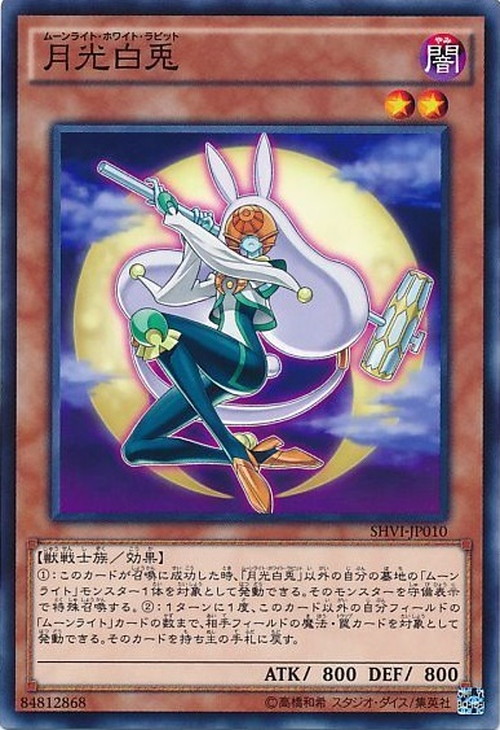 ムーンライト・ホワイト・ラビット
月光白兎
やみ
闇
SHVI-JP010
【獣戦士族/効果】
①:このカードが召喚に成功した時、「月光白兎」以外の自分の墓地の「ムーン
ライト」モンスター1体を対象として発動できる。そのモンスターを守備表示
で特殊召喚する。②:1ターンに1度、このカード以外の自分フィールドの
「ムーンライト」カードの数まで、相手フィールドの魔法・罠カードを対象として
発動できる。そのカードを持ち主の手札に戻す。
ATK/ 800 DEF/ 800
84812868 ©高橋和希 スタジオ・ダイス/集英社